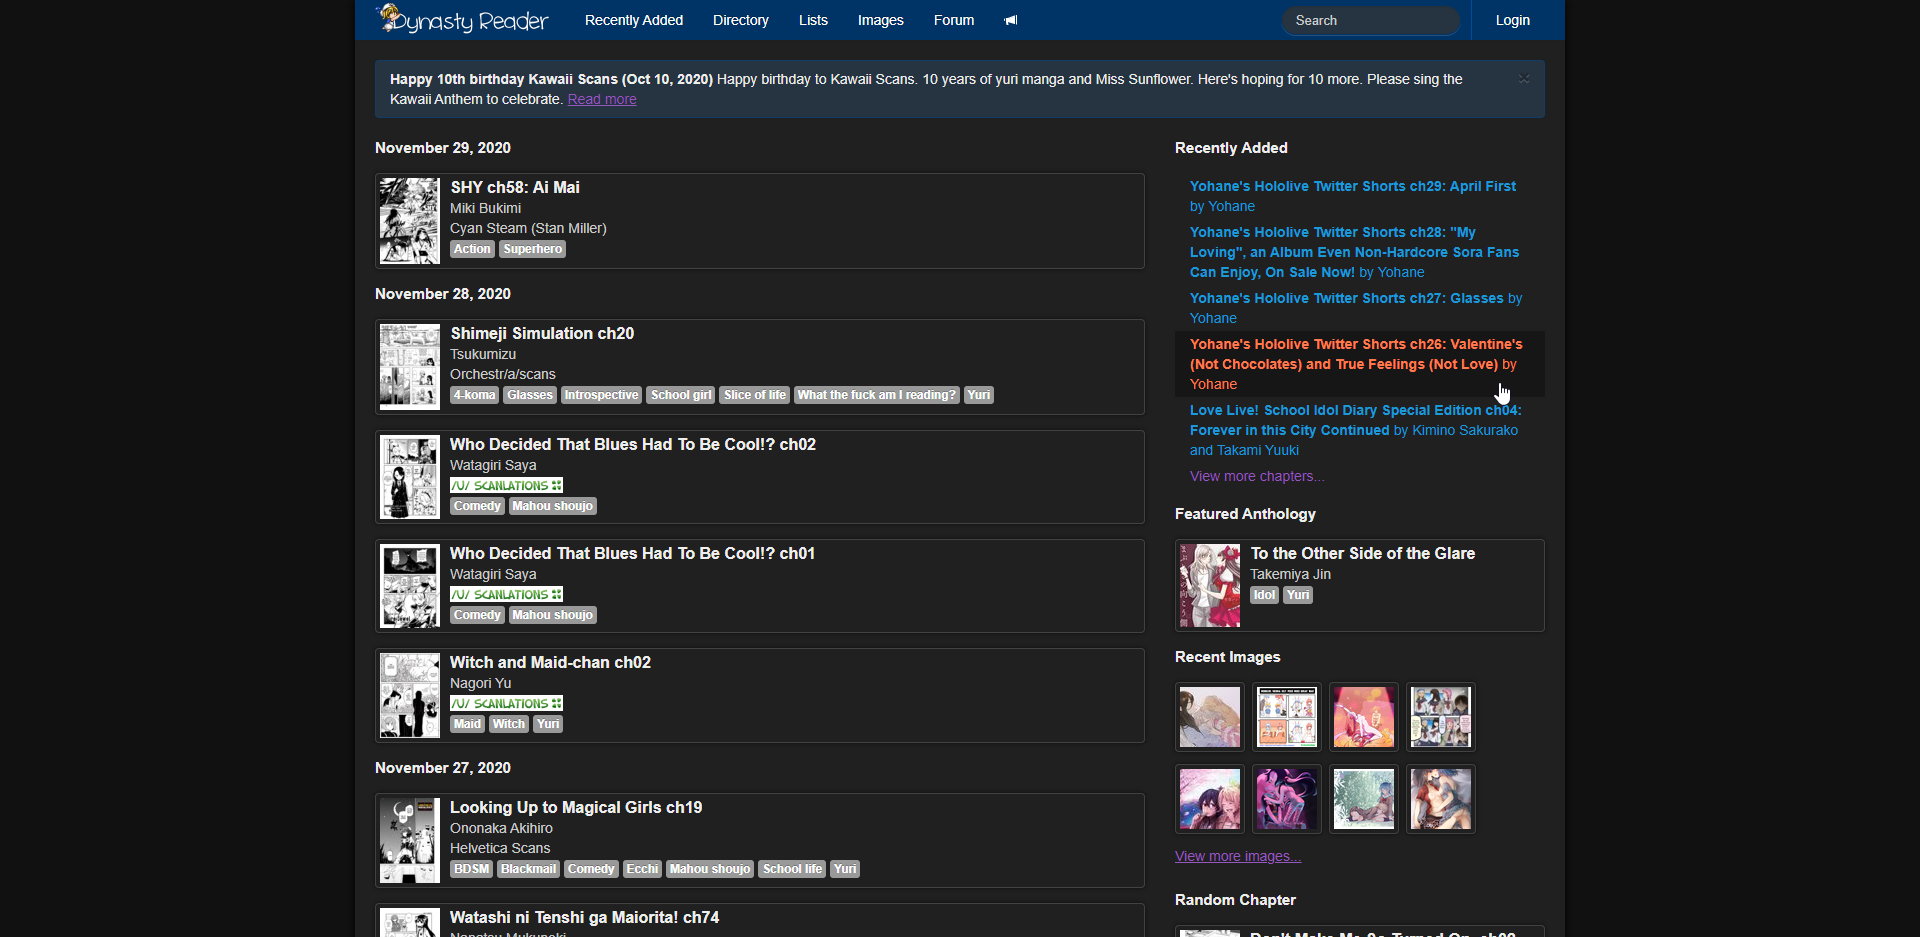 Dynasty Reader
Recently Added
Directory
Lists
Images
Forum
Search
Login
Happy 10th birthday Kawaii Scans (Oct 10, 2020) Happy birthday to Kawaii Scans. 10 years of yuri manga and Miss Sunflower. Here's hoping for 10 more. Please sing the
Kawaii Anthem to celebrate. Read more
November 29, 2020
SHY ch58: Ai Mai
Miki Bukimi
Cyan Steam (Stan Miller)
Action Superhero
November 28, 2020
Shimeji Simulation ch20
Tsukumizu
Orchestr/a/scans
4-koma Glasses Introspective School girl Slice of life What the fuck am I reading? Yuri
Who Decided That Blues Had To Be Cool!? ch02
Watagiri Saya
/U/ SCANLATIONS
Comedy Mahou shoujo
Who Decided That Blues Had To Be Cool!? ch01
Watagiri Saya
/U/ SCANLATIONS
Comedy Mahou shoujo
Witch and Maid-chan ch02
Nagori Yu
/U/ SCANLATIONS
Maid Witch Yuri
November 27, 2020
Looking Up to Magical Girls ch19
Ononaka Akihiro
Helvetica Scans
BDSM Blackmail Comedy Ecchi Mahou shoujo School life Yuri
Watashi ni Tenshi ga Maiorita! ch74
Recently Added
Yohane's Hololive Twitter Shorts ch29: April First
by Yohane
Yohane's Hololive Twitter Shorts ch28: "My
Loving", an Album Even Non-Hardcore Sora Fans
Can Enjoy, On Sale Now! by Yohane
Yohane's Hololive Twitter Shorts ch27: Glasses by
Yohane
Yohane's Hololive Twitter Shorts ch26: Valentine's
(Not Chocolates) and True Feelings (Not Love) by
Yohane
Love Live! School Idol Diary Special Edition ch04:
Forever in this City Continued by Kimino Sakurako
and Takami Yuuki
View more chapters...
Featured Anthology
To the Other Side of the Glare
Takemiya Jin
Idol Yuri
Recent Images
View more images...
Random Chapter